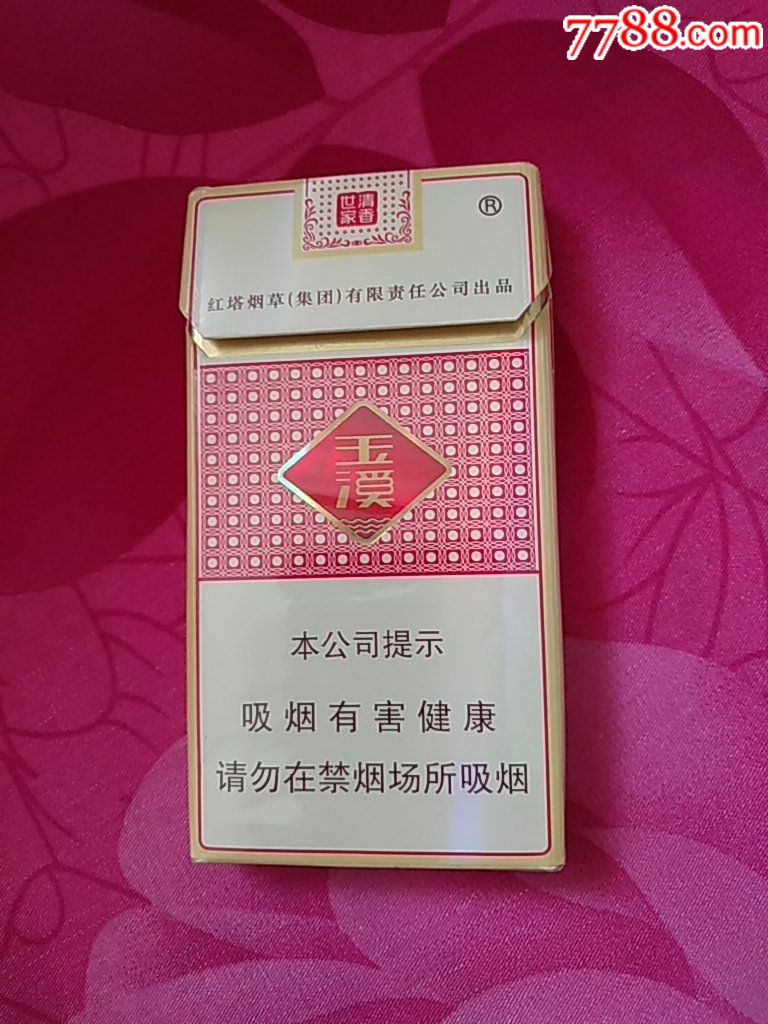 7788.com
清香
世家
®
红塔烟草(集团)有限责任公司出品
玉
溪
本公司提示
吸烟有害健康
请勿在禁烟场所吸烟